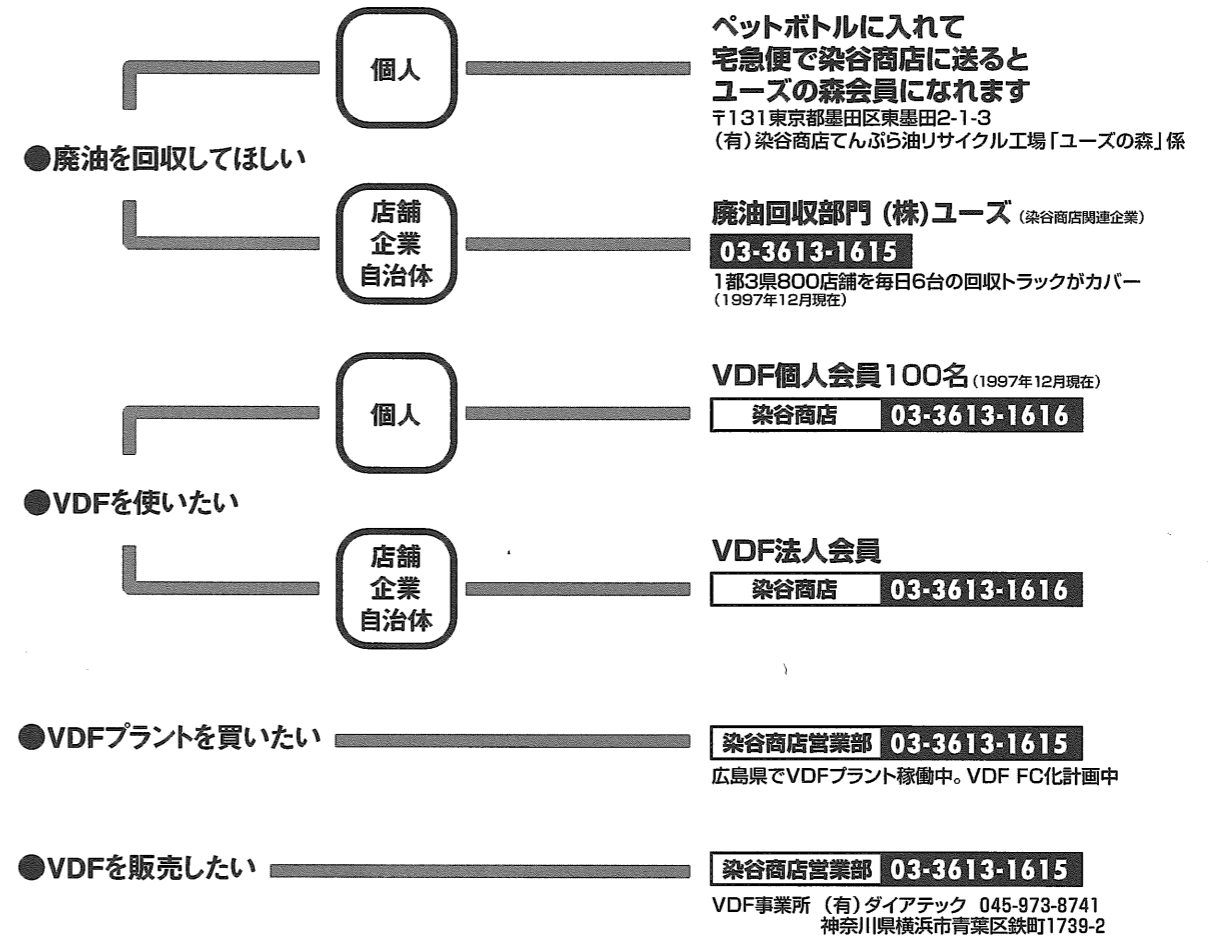 ●廃油を回収してほしい
個人
ペットボトルに入れて
宅急便で染谷商店に送ると
ユーズの森会員になれます
〒131東京都墨田区東墨田2-1-3
(有)染谷商店てんぷら油リサイクル工場「ユーズの森」係
店舗
企業
自治体
廃油回収部門 (株)ユーズ (染谷商店関連企業)
03-3613-1615
1都3県800店舗を毎日6台の回収トラックがカバー
(1997年12月現在)
●VDFを使いたい
個人
VDF個人会員100名(1997年12月現在)
染谷商店 03-3613-1616
店舗
企業
自治体
VDF法人会員
染谷商店 03-3613-1616
●VDFプラントを買いたい
染谷商店営業部 03-3613-1615
広島県でVDFプラント稼働中。VDF FC化計画中
●VDFを販売したい
染谷商店営業部 03-3613-1615
VDF事業所 (有)ダイアテック 045-973-8741
神奈川県横浜市青葉区鉄町1739-2